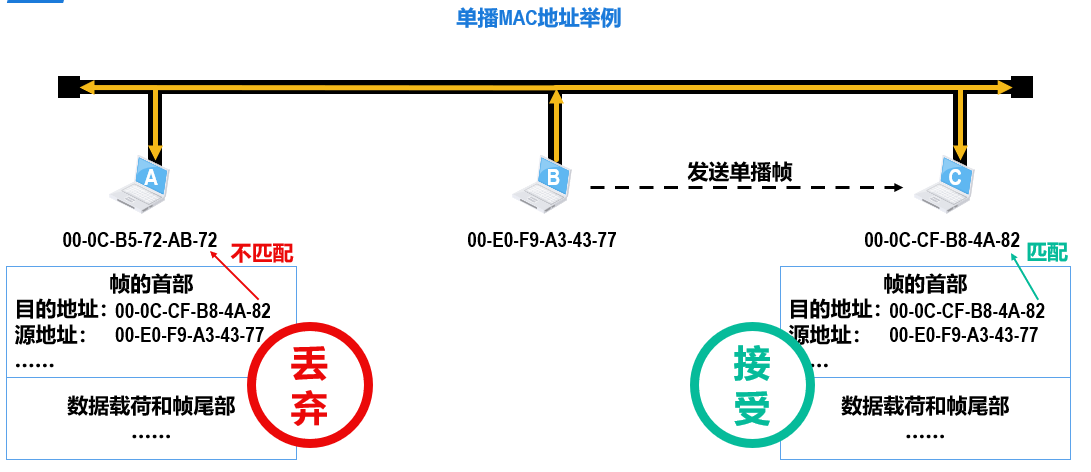 单播MAC地址举例
A
B
C
发送单播帧
00-0C-B5-72-AB-72
00-E0-F9-A3-43-77
00-0C-CF-B8-4A-82
不匹配
匹配
帧的首部
目的地址： 00-0C-CF-B8-4A-82
源地址： 00-E0-F9-A3-43-77
……
数据载荷和帧尾部
……
丢
弃
接
受
帧的首部
目的地址： 00-0C-CF-B8-4A-82
源地址： 00-E0-F9-A3-43-77
……
数据载荷和帧尾部
……